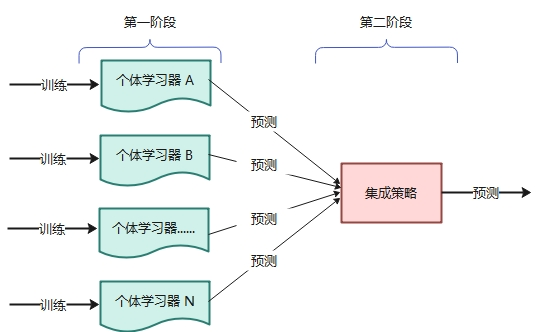 第一阶段
第二阶段
训练
个体学习器 A
预测
训练
个体学习器 B
预测
集成策略
预测
训练
个体学习器......
预测
训练
个体学习器 N
预测